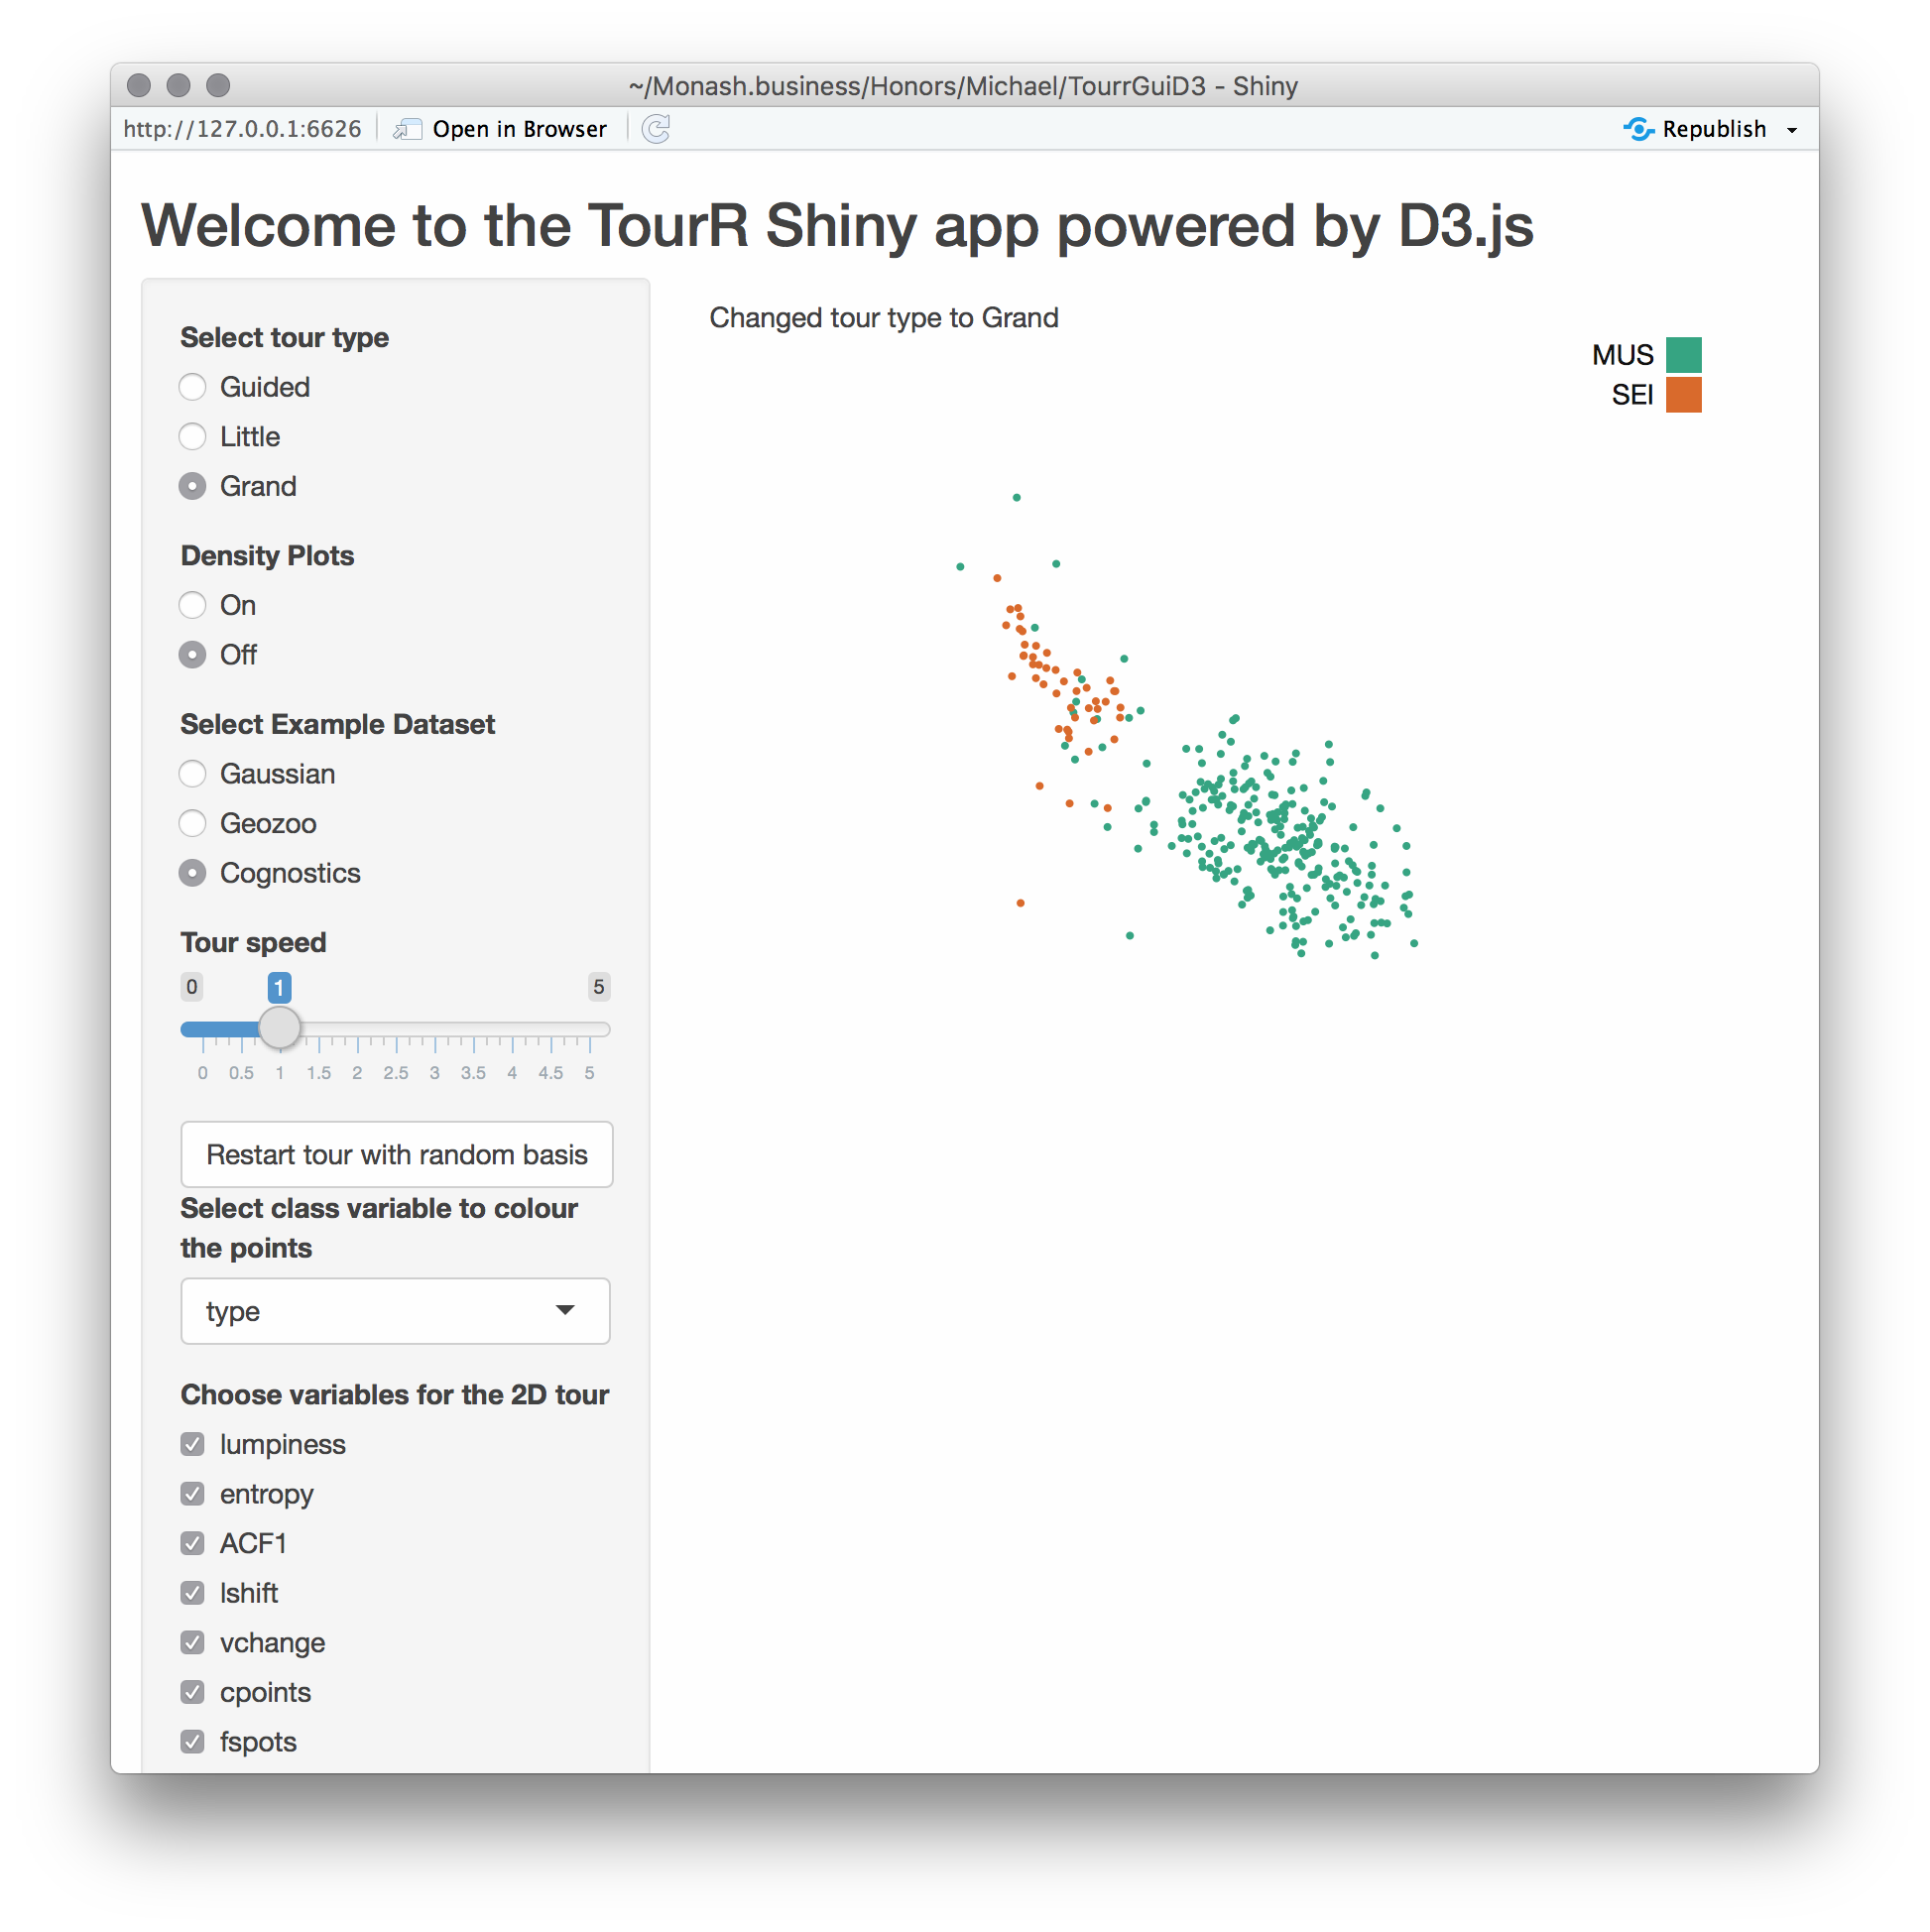 ~/Monash.business/Honors/Michael/TourrGuiD3 - Shiny
http://127.0.0.1:6626 Open in Browser Republish
Welcome to the TourR Shiny app powered by D3.js
Select tour type
Guided
Little
Grand
Density Plots
On
Off
Select Example Dataset
Gaussian
Geozoo
Cognostics
Tour speed
0 1 5
0 0.5 1 1.5 2 2.5 3 3.5 4 4.5 5
Restart tour with random basis
Select class variable to colour
the points
type
Choose variables for the 2D tour
lumpiness
entropy
ACF1
lshift
vchange
cpoints
fspots
Changed tour type to Grand
MUS
SEI